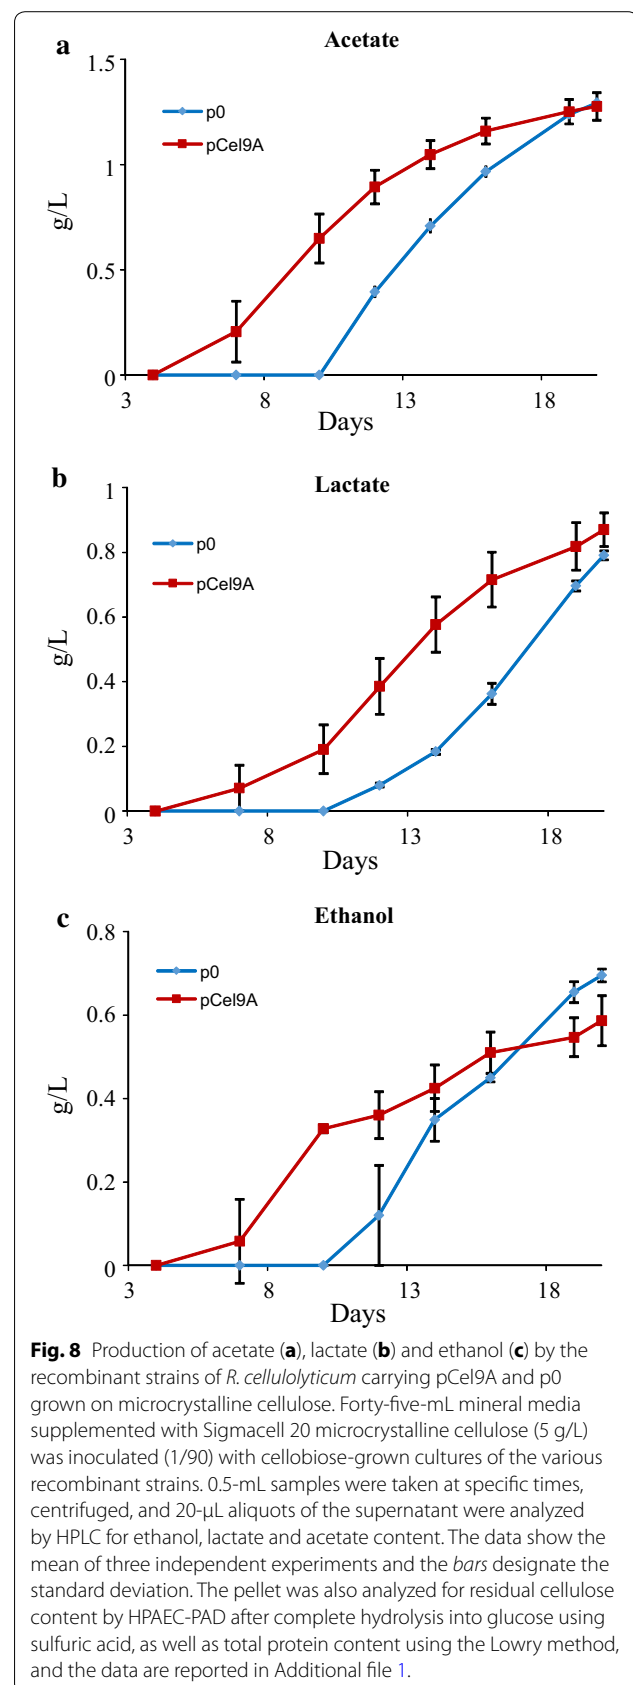 a
Acetate
1.5
p0
pCel9A
1
g/L
0.5
0
3 8 13 18
Days
b
Lactate
1
p0
0.8
pCel9A
0.6
g/L
0.4
0.2
0
3 8 13 18
Days
c
Ethanol
0.8
p0
pCel9A
0.6
g/L
0.4
0.2
0
3 8 13 18
Days
Fig. 8 Production of acetate (a), lactate (b) and ethanol (c) by the
recombinant strains of R. cellulolyticum carrying pCel9A and p0
grown on microcrystalline cellulose. Forty-five-mL mineral media
supplemented with Sigmacell 20 microcrystalline cellulose (5 g/L)
was inoculated (1/90) with cellobiose-grown cultures of the various
recombinant strains. 0.5-mL samples were taken at specific times,
centrifuged, and 20-µL aliquots of the supernatant were analyzed
by HPLC for ethanol, lactate and acetate content. The data show the
mean of three independent experiments and the bars designate the
standard deviation. The pellet was also analyzed for residual cellulose
content by HPAEC-PAD after complete hydrolysis into glucose using
sulfuric acid, as well as total protein content using the Lowry method,
and the data are reported in Additional file 1.